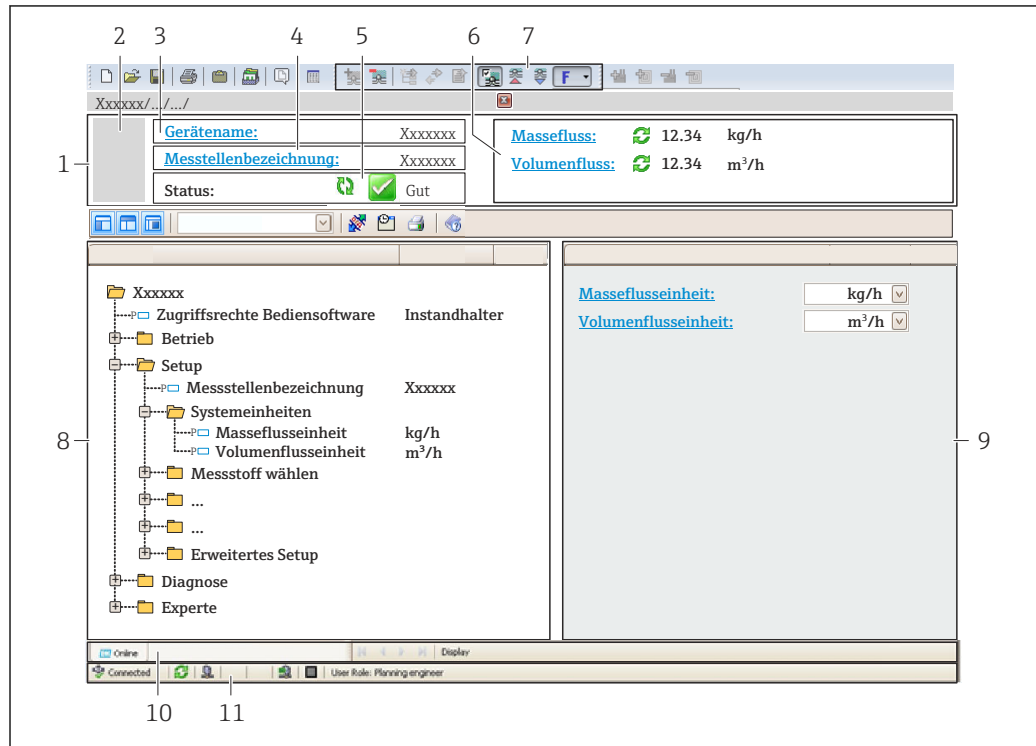 2 3 4 5 6 7
F
Xxxxxx/.../.../
1
Gerätename: Xxxxxxx
Messtellenbezeichnung: Xxxxxxx
Status: Gut
Massefluss: 12.34 kg/h
Volumenfluss: 12.34 m³/h
Xxxxxx
Zugriffsrechte Bediensoftware Instandhalter
Betrieb
Setup
Messstellenbezeichnung Xxxxxx
Systemeinheiten
Masseflusseinheit kg/h
Volumenflusseinheit m³/h
Messstoff wählen
...
...
Erweitertes Setup
Diagnose
Experte
8
Masseflusseinheit: kg/h
Volumenflusseinheit: m³/h
9
Online Display
Connected User Role: Planning engineer
10 11